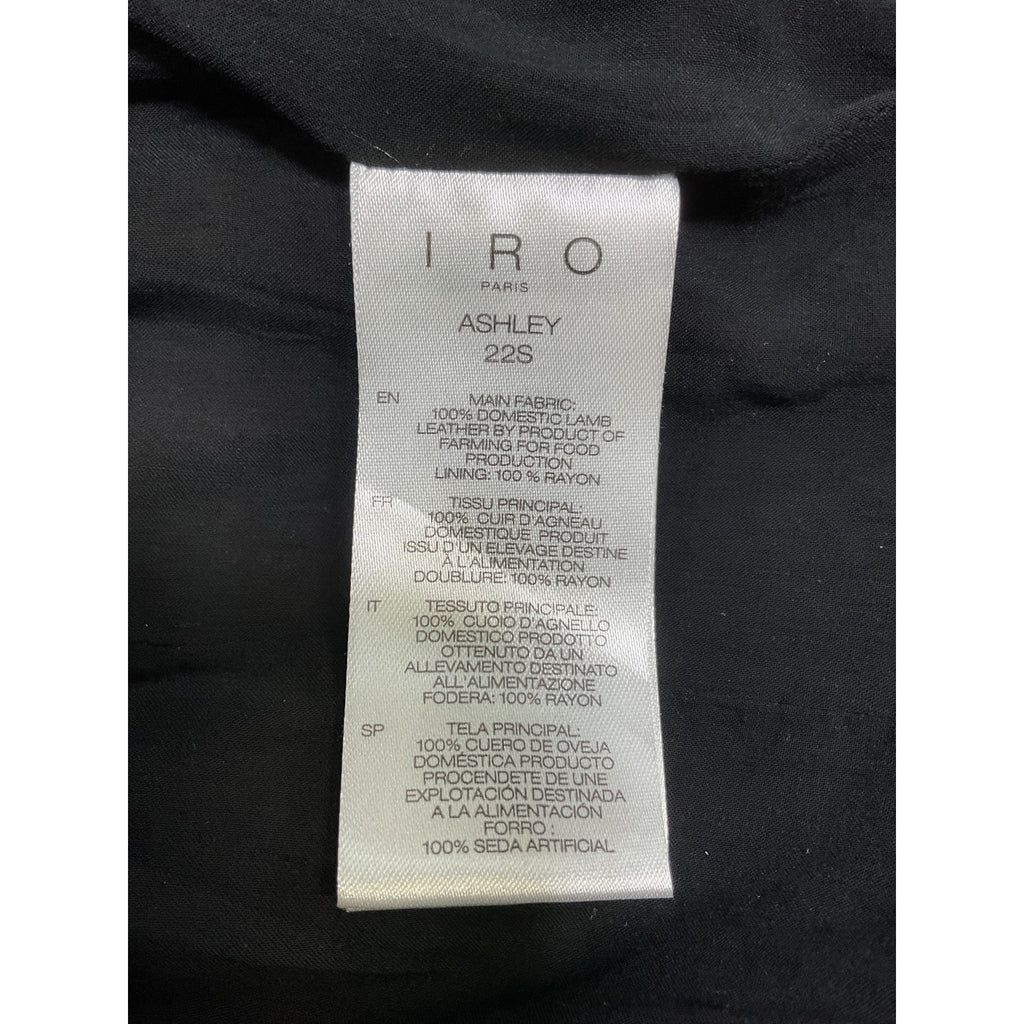 IRO
PARIS
ASHLEY
22S
EN
MAIN FABRIC:
100% DOMESTIC LAMB
LEATHER BY PRODUCT OF
FARMING FOR FOOD
PRODUCTION
LINING: 100 % RAYON
FR
TISSU PRINCIPAL:
100% CUIR D'AGNEAU
DOMESTIQUE PRODUIT
ISSU D'UN ELEVAGE DESTINE
À L'ALIMENTATION
DOUBLURE: 100% RAYON
IT
TESSUTO PRINCIPALE:
100% CUOIO D'AGNELLO
DOMESTICO PRODOTTO
OTTENUTO DA UN
ALLEVAMENTO DESTINATO
ALL'ALIMENTAZIONE
FODERA: 100% RAYON
SP
TELA PRINCIPAL:
100% CUERO DE OVEJA
DOMÉSTICA PRODUCTO
PROCENDETE DE UNE
EXPLOTACIÓN DESTINADA
A LA ALIMENTACIÓN
FORRO :
100% SEDA ARTIFICIAL